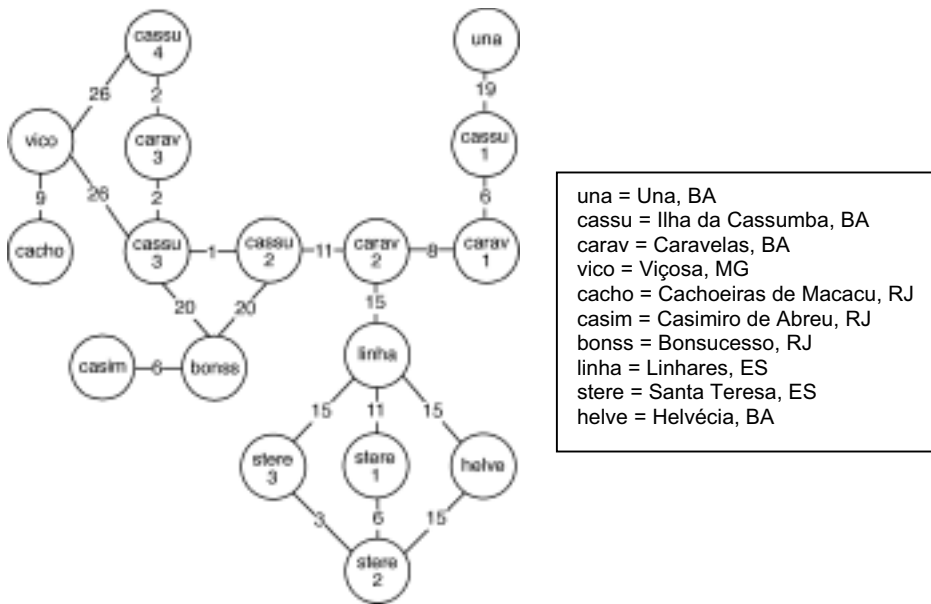 cassu
4
una
26
2
19
vico
carav
3
cassu
1
9
26
2
6
cacho
cassu
3
1
cassu
2
11
carav
2
8
carav
1
20
20
15
casim
6
bonss
linha
15
11
15
stere
3
stere
1
helve
3
6
15
stere
2
una = Una, BA
cassu = Ilha da Cassumba, BA
carav = Caravelas, BA
vico = Viçosa, MG
cacho = Cachoeiras de Macacu, RJ
casim = Casimiro de Abreu, RJ
bonss = Bonsucesso, RJ
linha = Linhares, ES
stere = Santa Teresa, ES
helve = Helvécia, BA